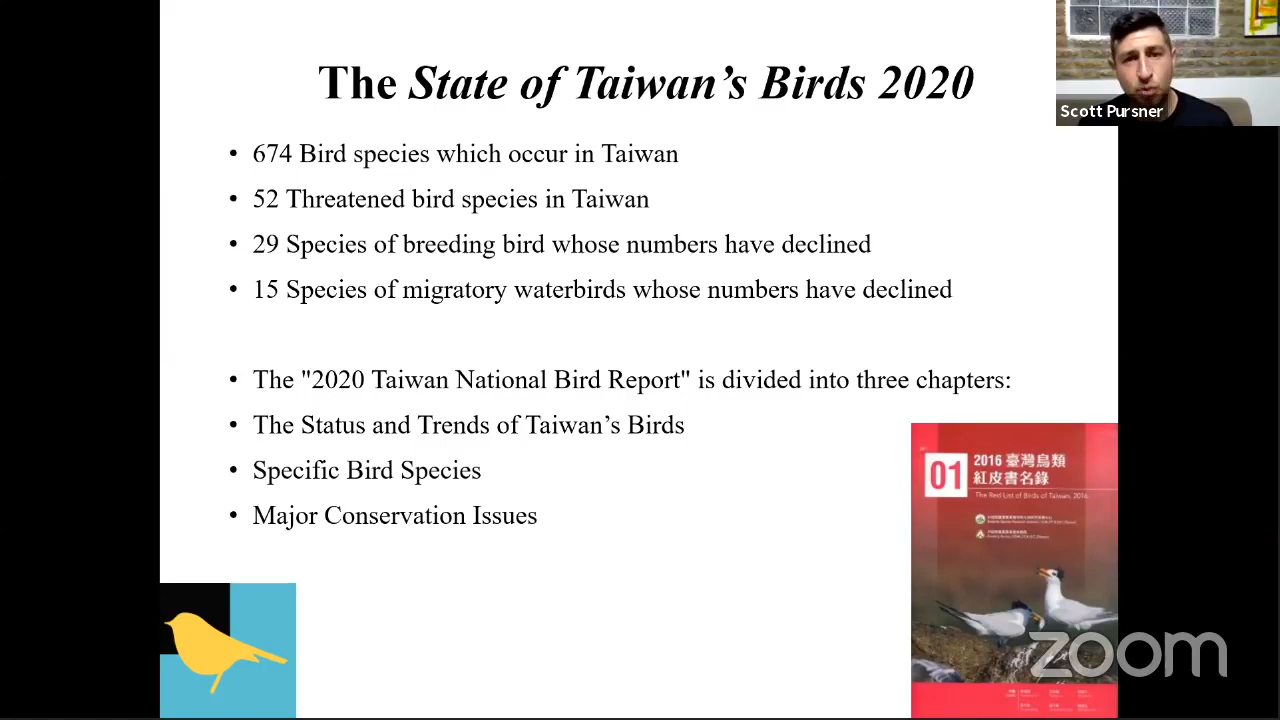 The State of Taiwan’s Birds 2020
Scott Pursner
• 674 Bird species which occur in Taiwan
• 52 Threatened bird species in Taiwan
• 29 Species of breeding bird whose numbers have declined
• 15 Species of migratory waterbirds whose numbers have declined
• The "2020 Taiwan National Bird Report" is divided into three chapters:
• The Status and Trends of Taiwan’s Birds
• Specific Bird Species
• Major Conservation Issues
01
2016 臺灣鳥類
紅皮書名錄
The Red List of Birds of Taiwan, 2016
zoom